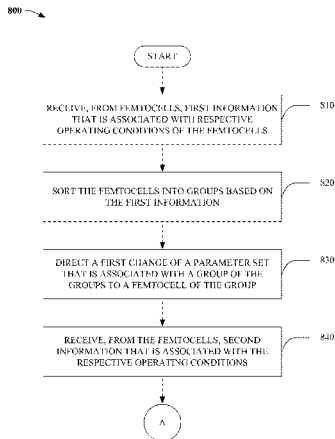 800
START
RECEIVE, FROM FEMTOCELLS, FIRST INFORMATION
THAT IS ASSOCIATED WITH RESPECTIVE
OPERATING CONDITIONS OF THE FEMTOCELLS
810
SORT THE FEMTOCELLS INTO GROUPS BASED ON
THE FIRST INFORMATION
820
DIRECT A FIRST CHANGE OF A PARAMETER SET
THAT IS ASSOCIATED WITH A GROUP OF THE
GROUPS TO A FEMTOCELL OF THE GROUP
830
RECEIVE, FROM THE FEMTOCELLS, SECOND
INFORMATION THAT IS ASSOCIATED WITH THE
RESPECTIVE OPERATING CONDITIONS
840
A